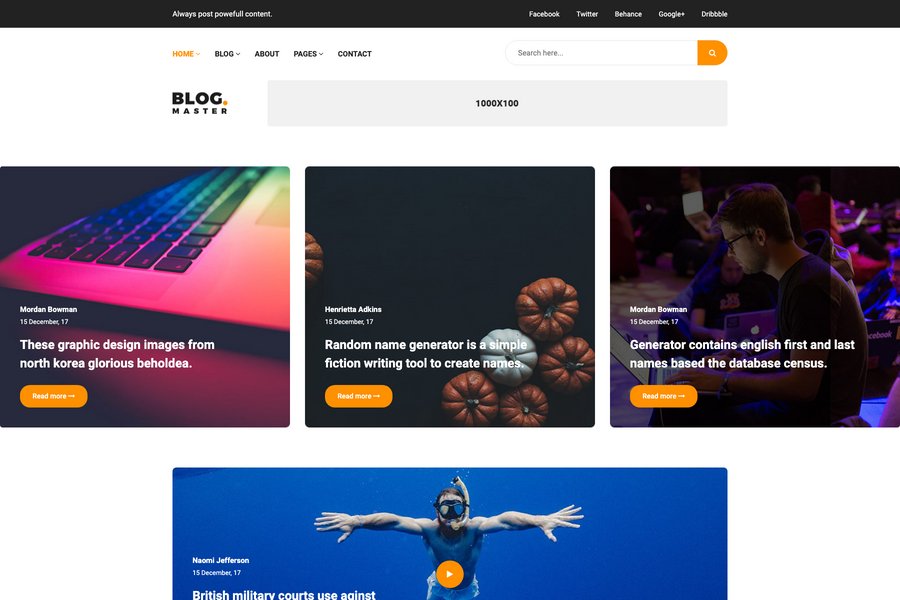 Always post powefull content.
Facebook Twitter Behance Google+ Dribbble
HOME BLOG ABOUT PAGES CONTACT
Search here...
BLOG.
MASTER
1000X100
Mordan Bowman
15 December, 17
These graphic design images from
north korea glorious beholdea.
Read more →
Henrietta Adkins
15 December, 17
Random name generator is a simple
fiction writing tool to create names.
Read more →
facebook
Mordan Bowman
15 December, 17
Generator contains english first and last
names based the database census.
Read more →
Naomi Jefferson
15 December, 17
British military courts use aginst